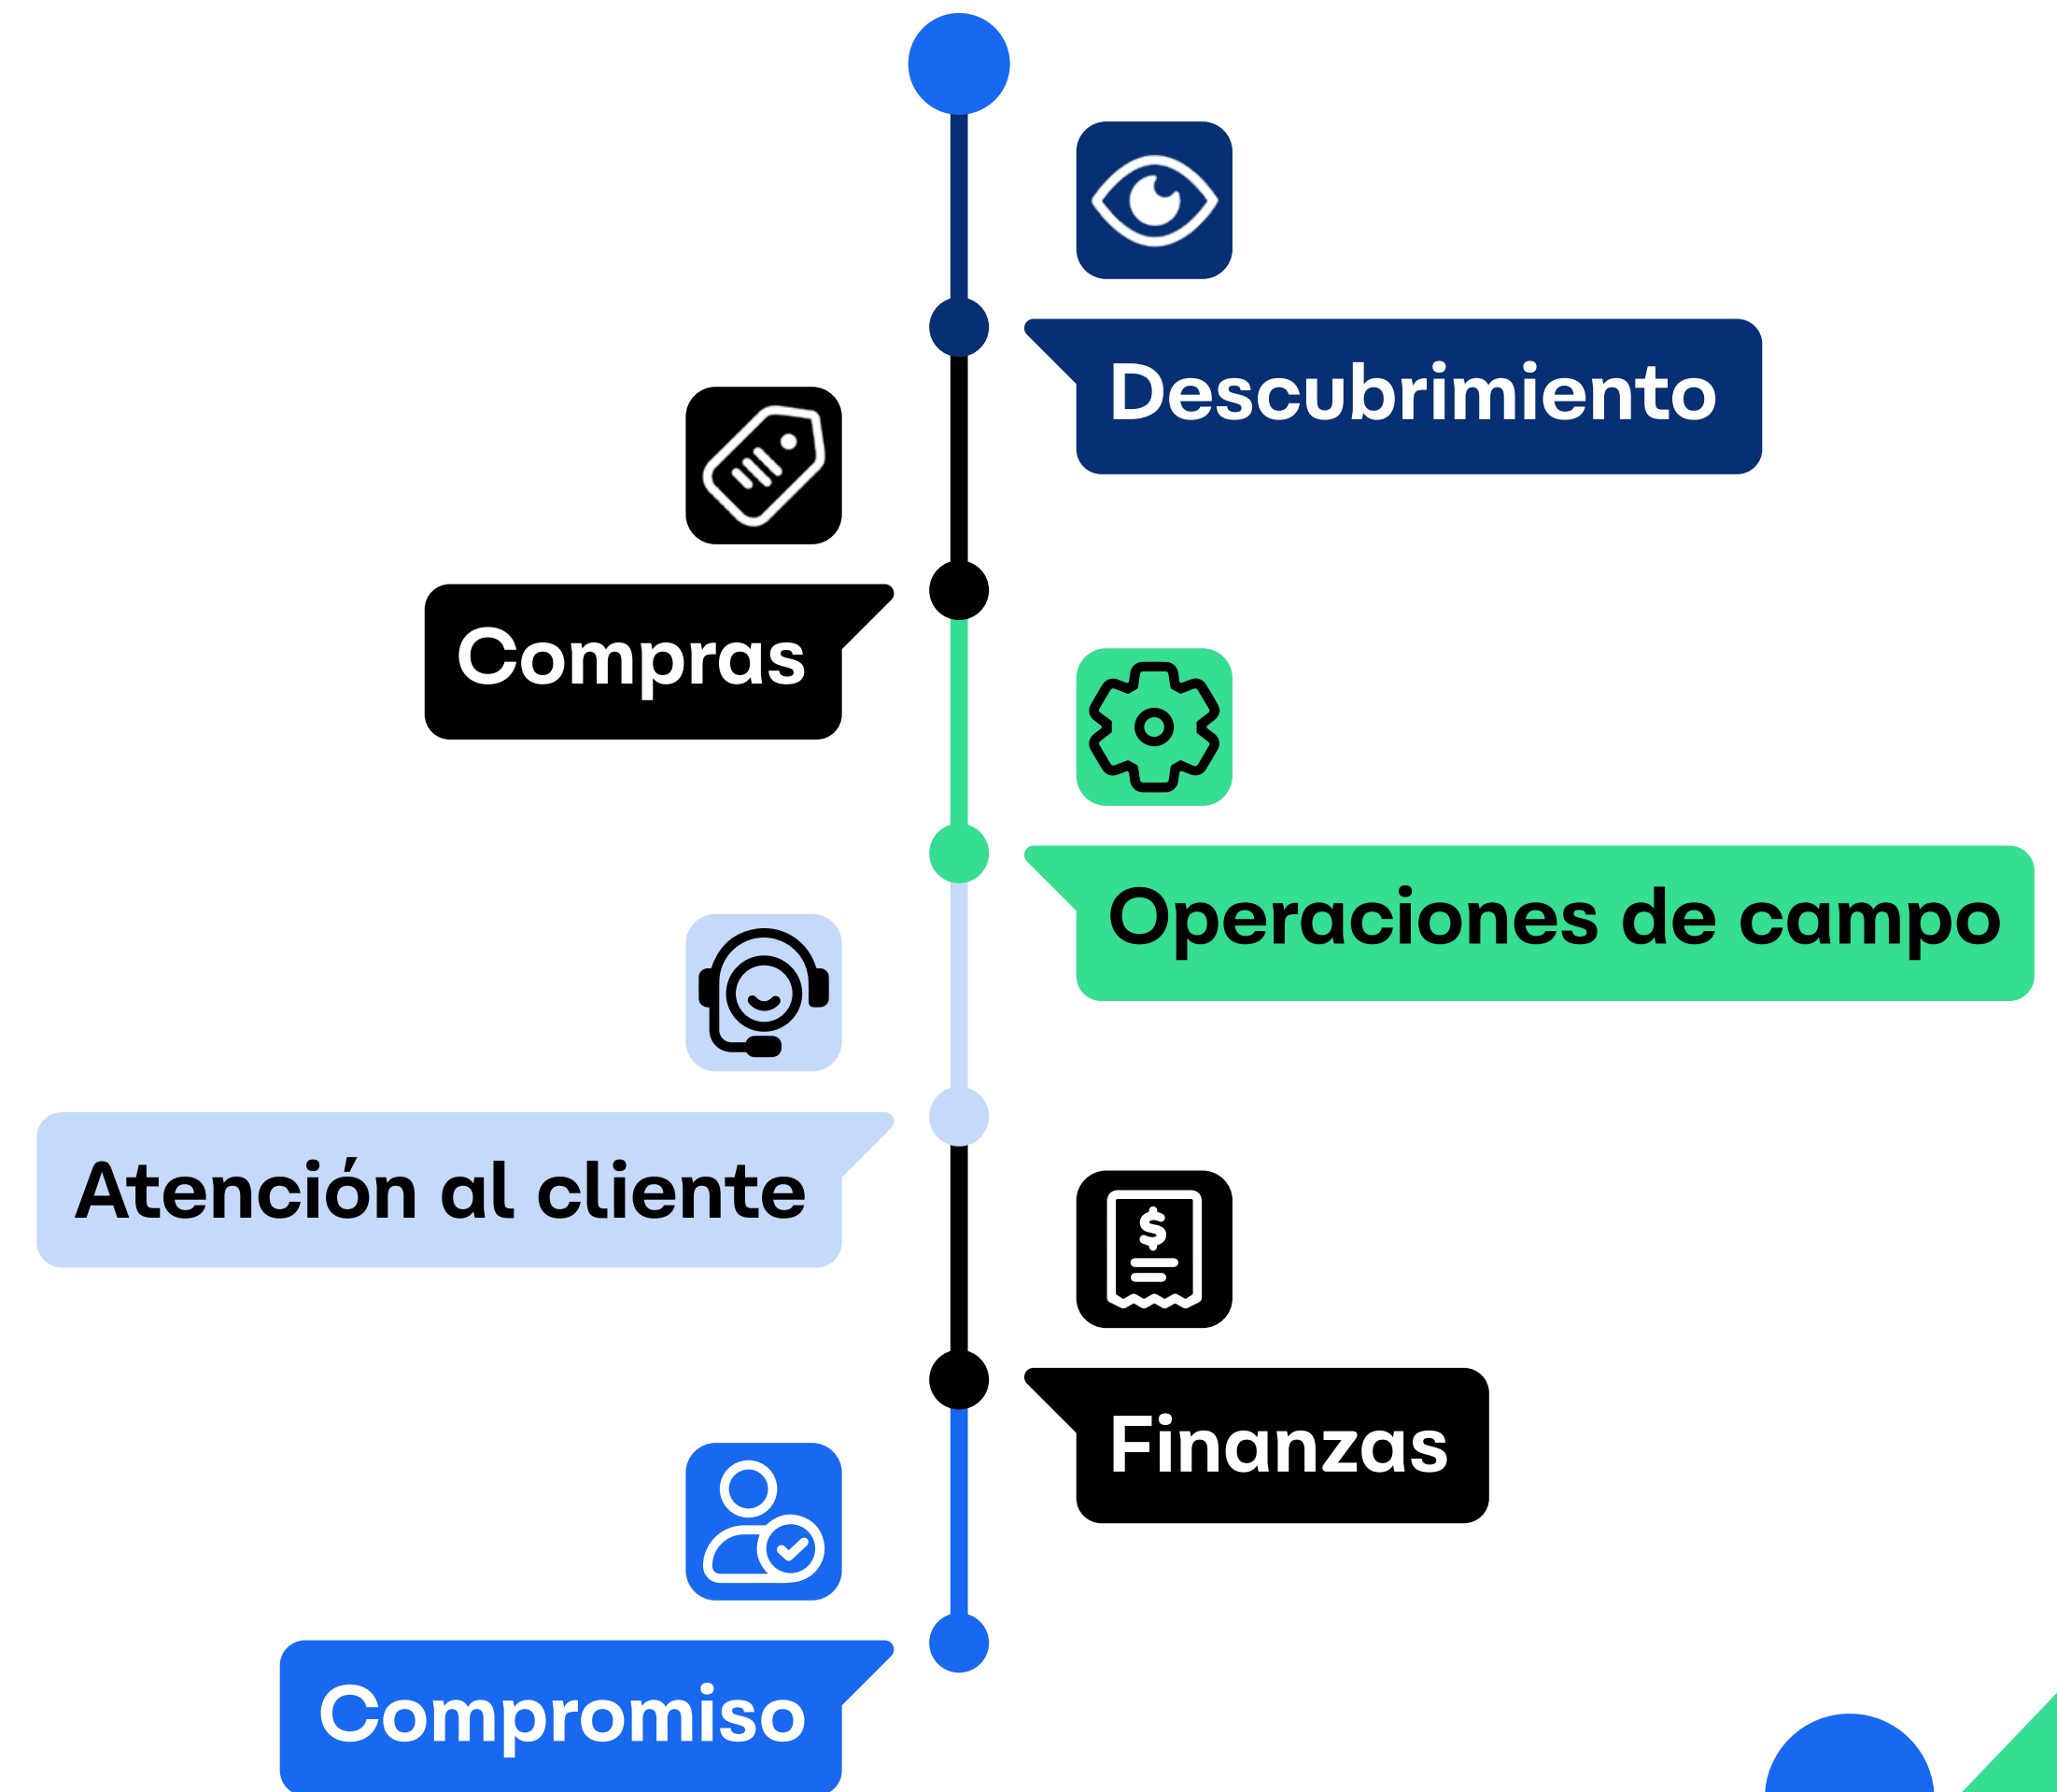 Descubrimiento
Compras
Operaciones de campo
Atención al cliente
Finanzas
Compromiso